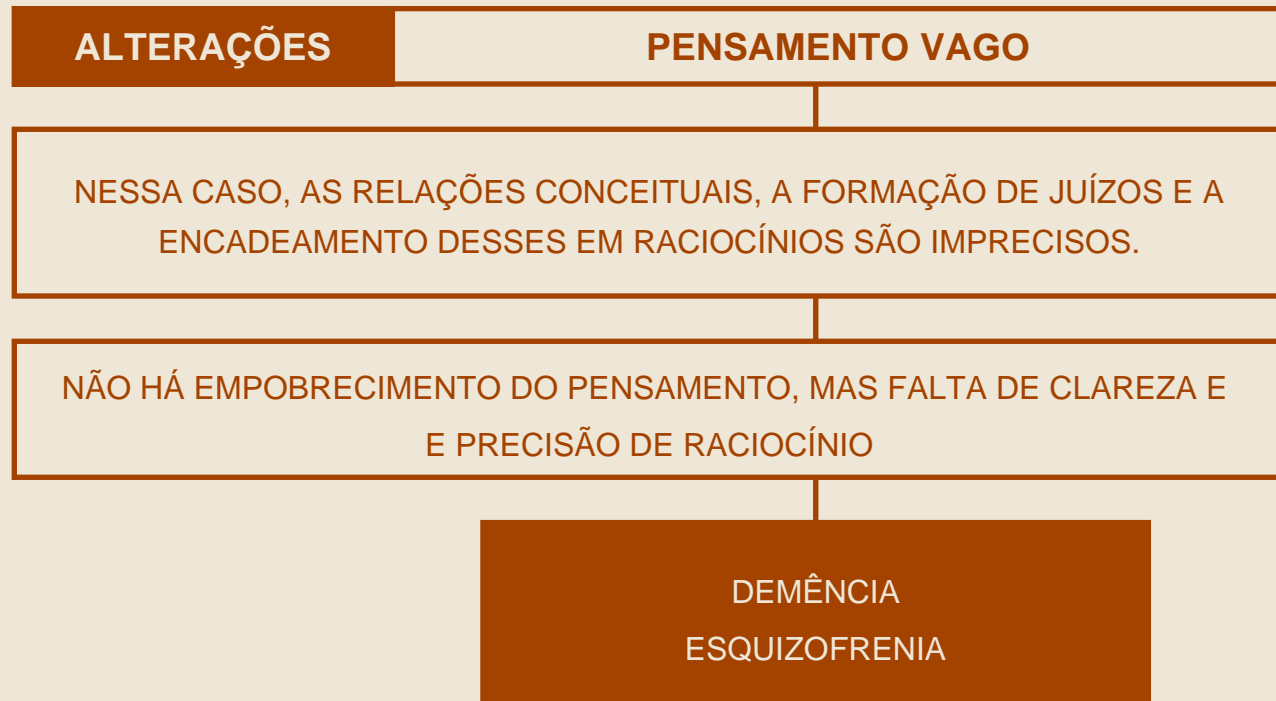 ALTERAÇÕES
PENSAMENTO VAGO
NESSA CASO, AS RELAÇÕES CONCEITUAIS, A FORMAÇÃO DE JUÍZOS E A
ENCADEAMENTO DESSES EM RACIOCÍNIOS SÃO IMPRECISOS.
NÃO HÁ EMPOBRECIMENTO DO PENSAMENTO, MAS FALTA DE CLAREZA E
E PRECISÃO DE RACIOCÍNIO
DEMÊNCIA
ESQUIZOFRENIA